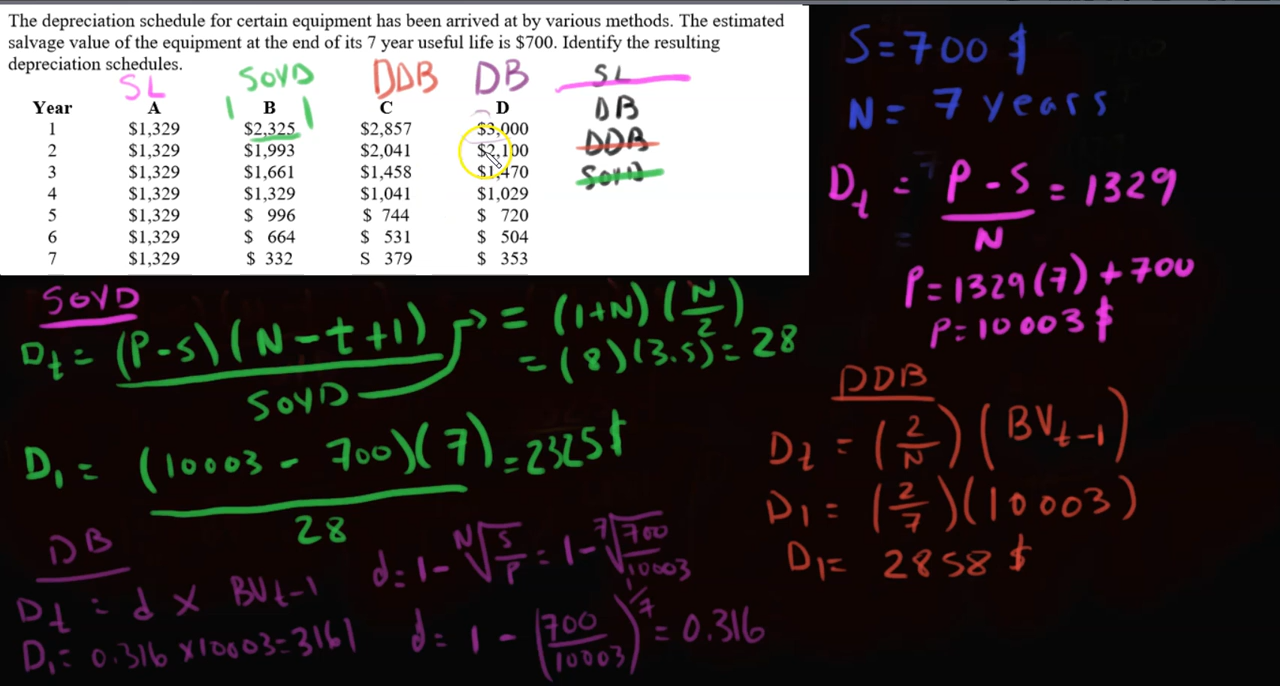 The depreciation schedule for certain equipment has been arrived at by various methods. The estimated
salvage value of the equipment at the end of its 7 year useful life is $700. Identify the resulting
depreciation schedules.
SL SOYD DDB DB SL
Year A B C D DB
1 $1,329 $2,325 $2,857 $3,000 DDB
2 $1,329 $1,993 $2,041 $2,100 SOYD
3 $1,329 $1,661 $1,458 $1,470
4 $1,329 $1,329 $1,041 $1,029
5 $1,329 $ 996 $ 744 $ 720
6 $1,329 $ 664 $ 531 $ 504
7 $1,329 $ 332 $ 379 $ 353
S=700 $
N= 7 years
Dt = P-S/N = 1329
P=1329(7)+700
P=10003$
SOYD
Dt = (P-S)(N-t+1)/SOYD
= (1+N)(N/2)
= (8)(3.5)= 28
D1 = (10003 - 700)(7)/28 =2325$
DDB
Dt = (2/N)(BVt-1)
D1= (2/7)(10003)
D1= 2858 $
DB
Dt = d x BVt-1
D1= 0.316 x10003=3161
d=1-N√S/P = 1-7√700/10003
d= 1 - (700/10003)^1/7 = 0.316